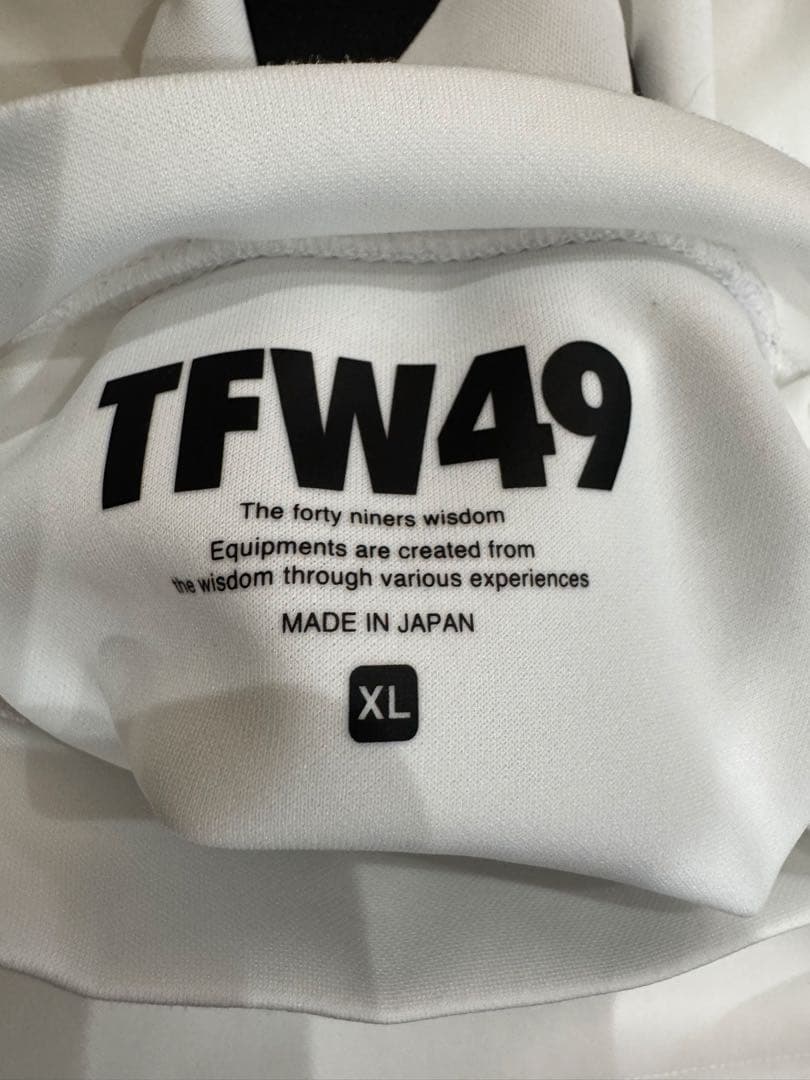 TFW49
The forty niners wisdom
Equipments are created from
the wisdom through various experiences
MADE IN JAPAN
XL